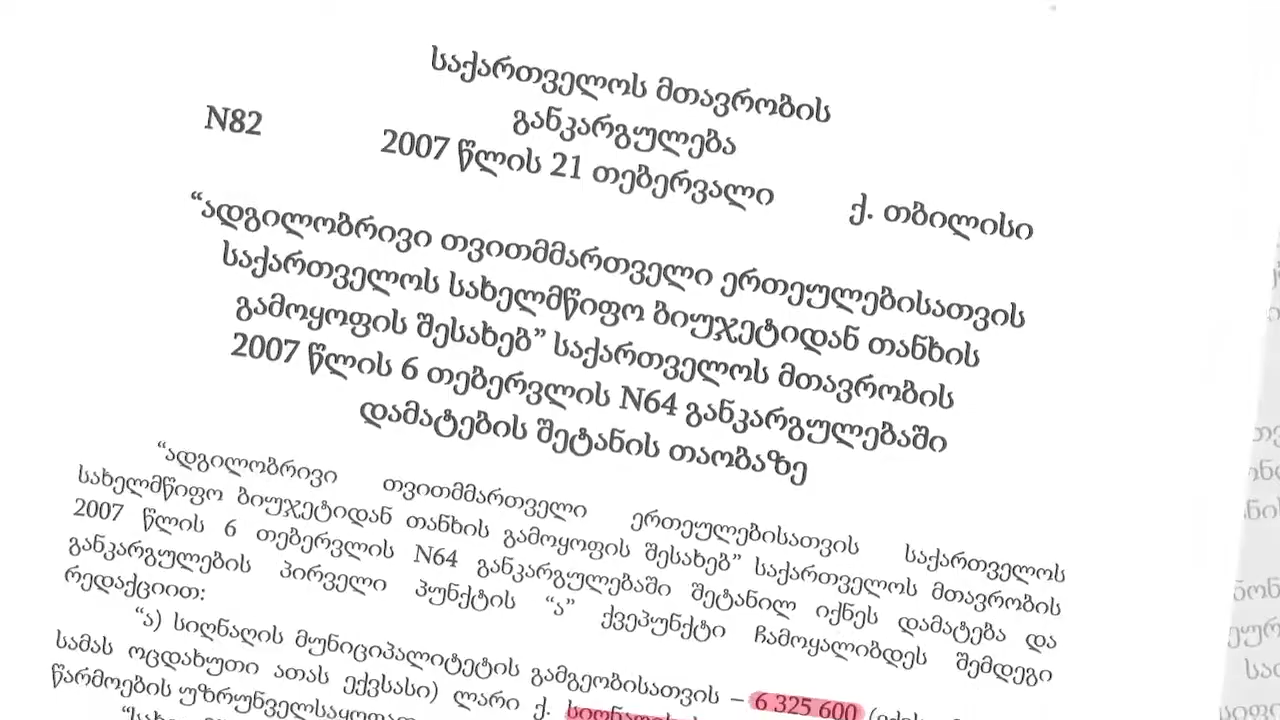 საქართველოს მთავრობის
განკარგულება
N82 2007 წლის 21 თებერვალი ქ. თბილისი
“ადგილობრივი თვითმმართველი ერთეულებისათვის
საქართველოს სახელმწიფო ბიუჯეტიდან თანხის
გამოყოფის შესახებ” საქართველოს მთავრობის
2007 წლის 6 თებერვლის N64 განკარგულებაში
დამატების შეტანის თაობაზე
“ადგილობრივი თვითმმართველი ერთეულებისათვის საქართველოს
სახელმწიფო ბიუჯეტიდან თანხის გამოყოფის შესახებ” საქართველოს მთავრობის
2007 წლის 6 თებერვლის N64 განკარგულებაში შეტანილ იქნეს დამატება და
განკარგულების პირველი პუნქტის “ა” ქვეპუნქტი ჩამოყალიბდეს შემდეგი
რედაქციით:
“ა) სიღნაღის მუნიციპალიტეტის გამგეობისათვის – 6 325 600
სამას ოცდახუთი ათას ექვსასი) ლარი ქ.
წარმოების